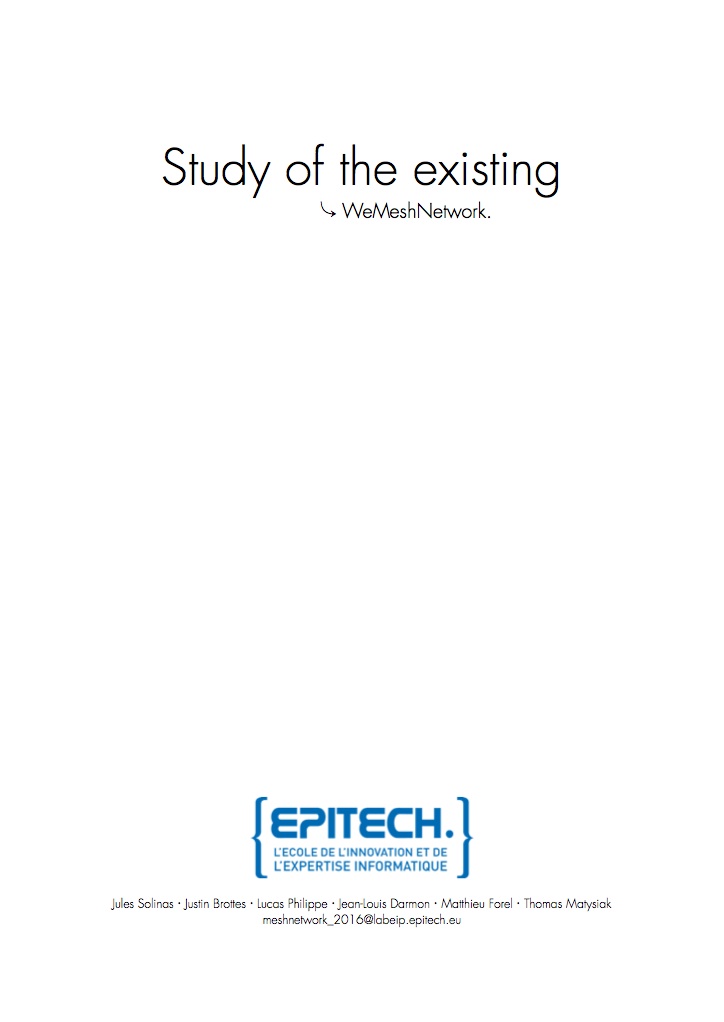 Study of the existing
WeMeshNetwork.
{EPITECH.}
L'ECOLE DE L'INNOVATION ET DE
L'EXPERTISE INFORMATIQUE
Jules Solinas · Justin Brottes · Lucas Philippe · Jean-Louis Darmon · Matthieu Forel · Thomas Matysiak
meshnetwork_2016@labeip.epitech.eu